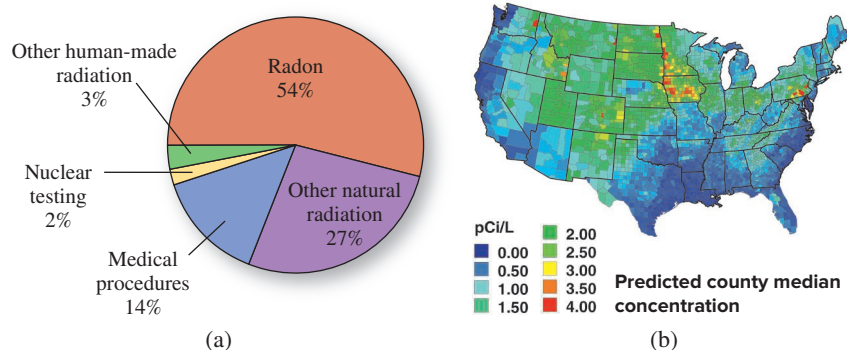 Other human-made
radiation
3%
Radon
54%
Nuclear
testing
2%
Other natural
radiation
27%
Medical
procedures
14%
(a)
pCi/L
0.00
0.50
1.00
1.50
2.00
2.50
3.00
3.50
4.00
Predicted county median
concentration
(b)